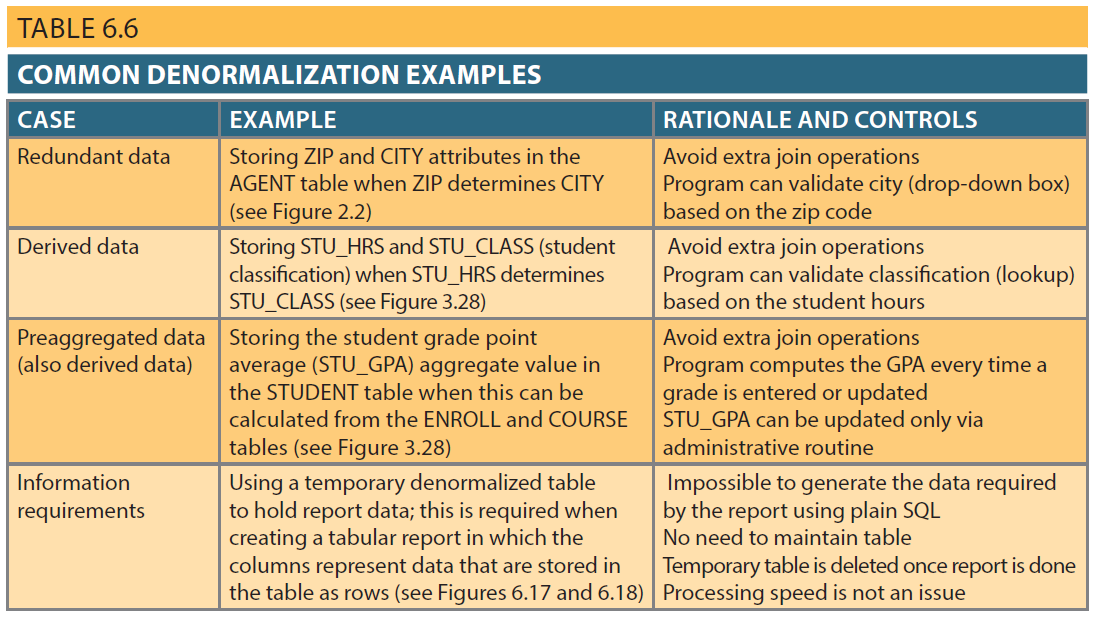 TABLE 6.6
COMMON DENORMALIZATION EXAMPLES
CASE
EXAMPLE
RATIONALE AND CONTROLS
Redundant data
Storing ZIP and CITY attributes in the
AGENT table when ZIP determines CITY
(see Figure 2.2)
Avoid extra join operations
Program can validate city (drop-down box)
based on the zip code
Derived data
Storing STU_HRS and STU_CLASS (student
classification) when STU_HRS determines
STU_CLASS (see Figure 3.28)
Avoid extra join operations
Program can validate classification (lookup)
based on the student hours
Preaggregated data
(also derived data)
Storing the student grade point
average (STU_GPA) aggregate value in
the STUDENT table when this can be
calculated from the ENROLL and COURSE
tables (see Figure 3.28)
Avoid extra join operations
Program computes the GPA every time a
grade is entered or updated
STU_GPA can be updated only via
administrative routine
Information
requirements
Using a temporary denormalized table
to hold report data; this is required when
creating a tabular report in which the
columns represent data that are stored in
the table as rows (see Figures 6.17 and 6.18)
Impossible to generate the data required
by the report using plain SQL
No need to maintain table
Temporary table is deleted once report is done
Processing speed is not an issue